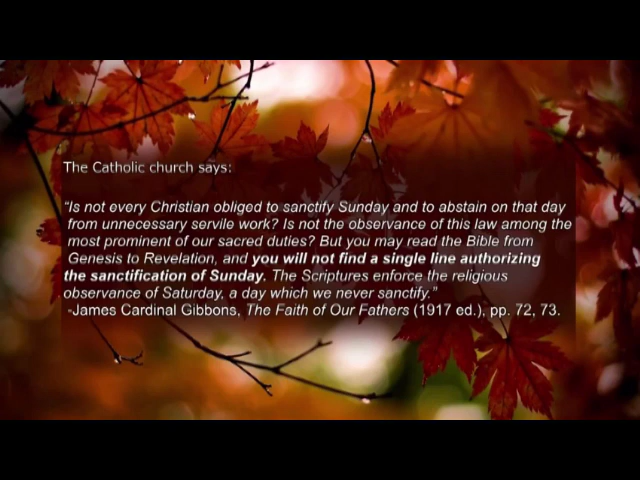 The Catholic church says:
“Is not every Christian obliged to sanctify Sunday and to abstain on that day
from unnecessary servile work? Is not the observance of this law among the
most prominent of our sacred duties? But you may read the Bible from
Genesis to Revelation, and you will not find a single line authorizing
the sanctification of Sunday. The Scriptures enforce the religious
observance of Saturday, a day which we never sanctify.”
-James Cardinal Gibbons, The Faith of Our Fathers (1917 ed.), pp. 72, 73.